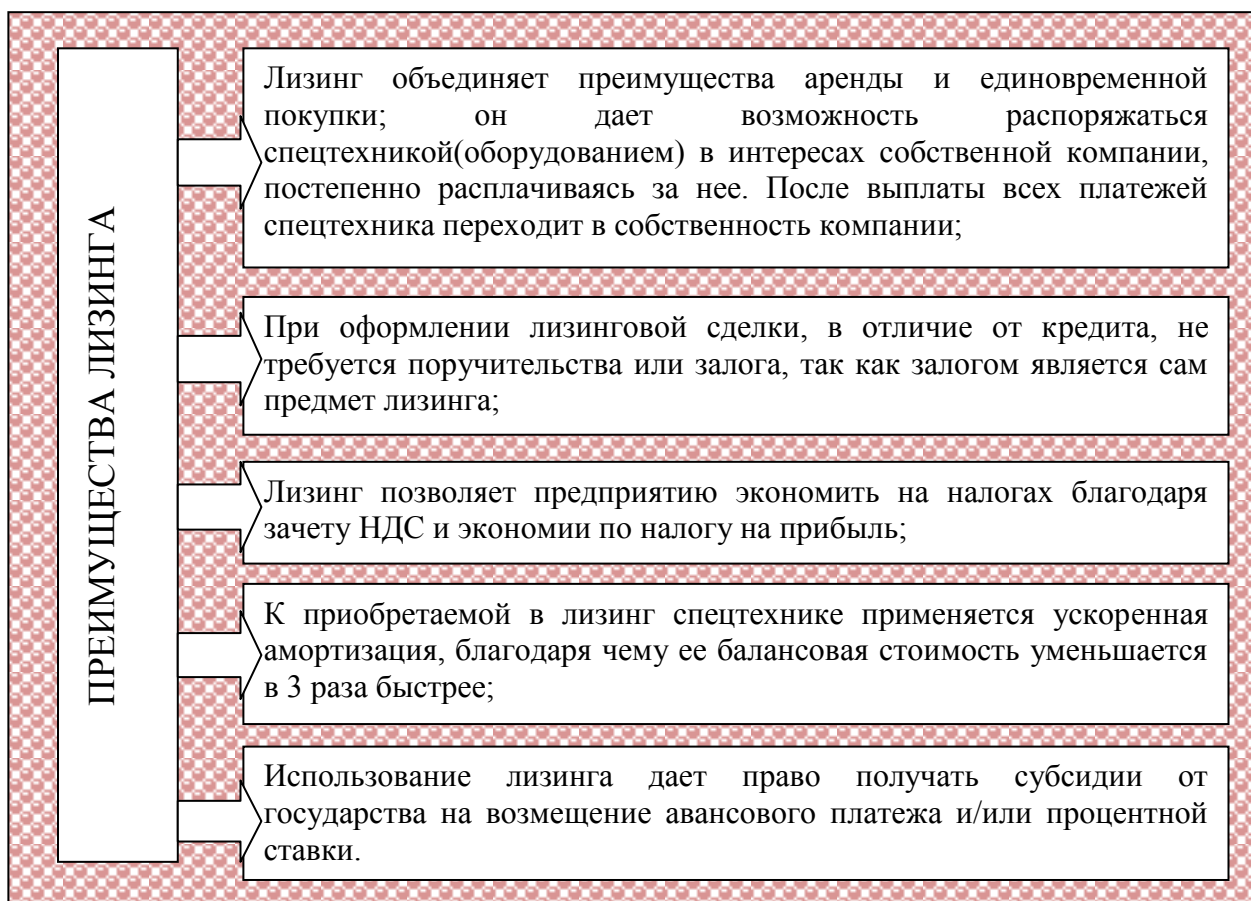 ПРЕИМУЩЕСТВА ЛИЗИНГА
Лизинг объединяет преимущества аренды и единовременной
покупки; он дает возможность распоряжаться
спецтехникой(оборудованием) в интересах собственной компании,
постепенно расплачиваясь за нее. После выплаты всех платежей
спецтехника переходит в собственность компании;
При оформлении лизинговой сделки, в отличие от кредита, не
требуется поручительства или залога, так как залогом является сам
предмет лизинга;
Лизинг позволяет предприятию экономить на налогах благодаря
зачету НДС и экономии по налогу на прибыль;
К приобретаемой в лизинг спецтехнике применяется ускоренная
амортизация, благодаря чему ее балансовая стоимость уменьшается
в 3 раза быстрее;
Использование лизинга дает право получать субсидии от
государства на возмещение авансового платежа и/или процентной
ставки.